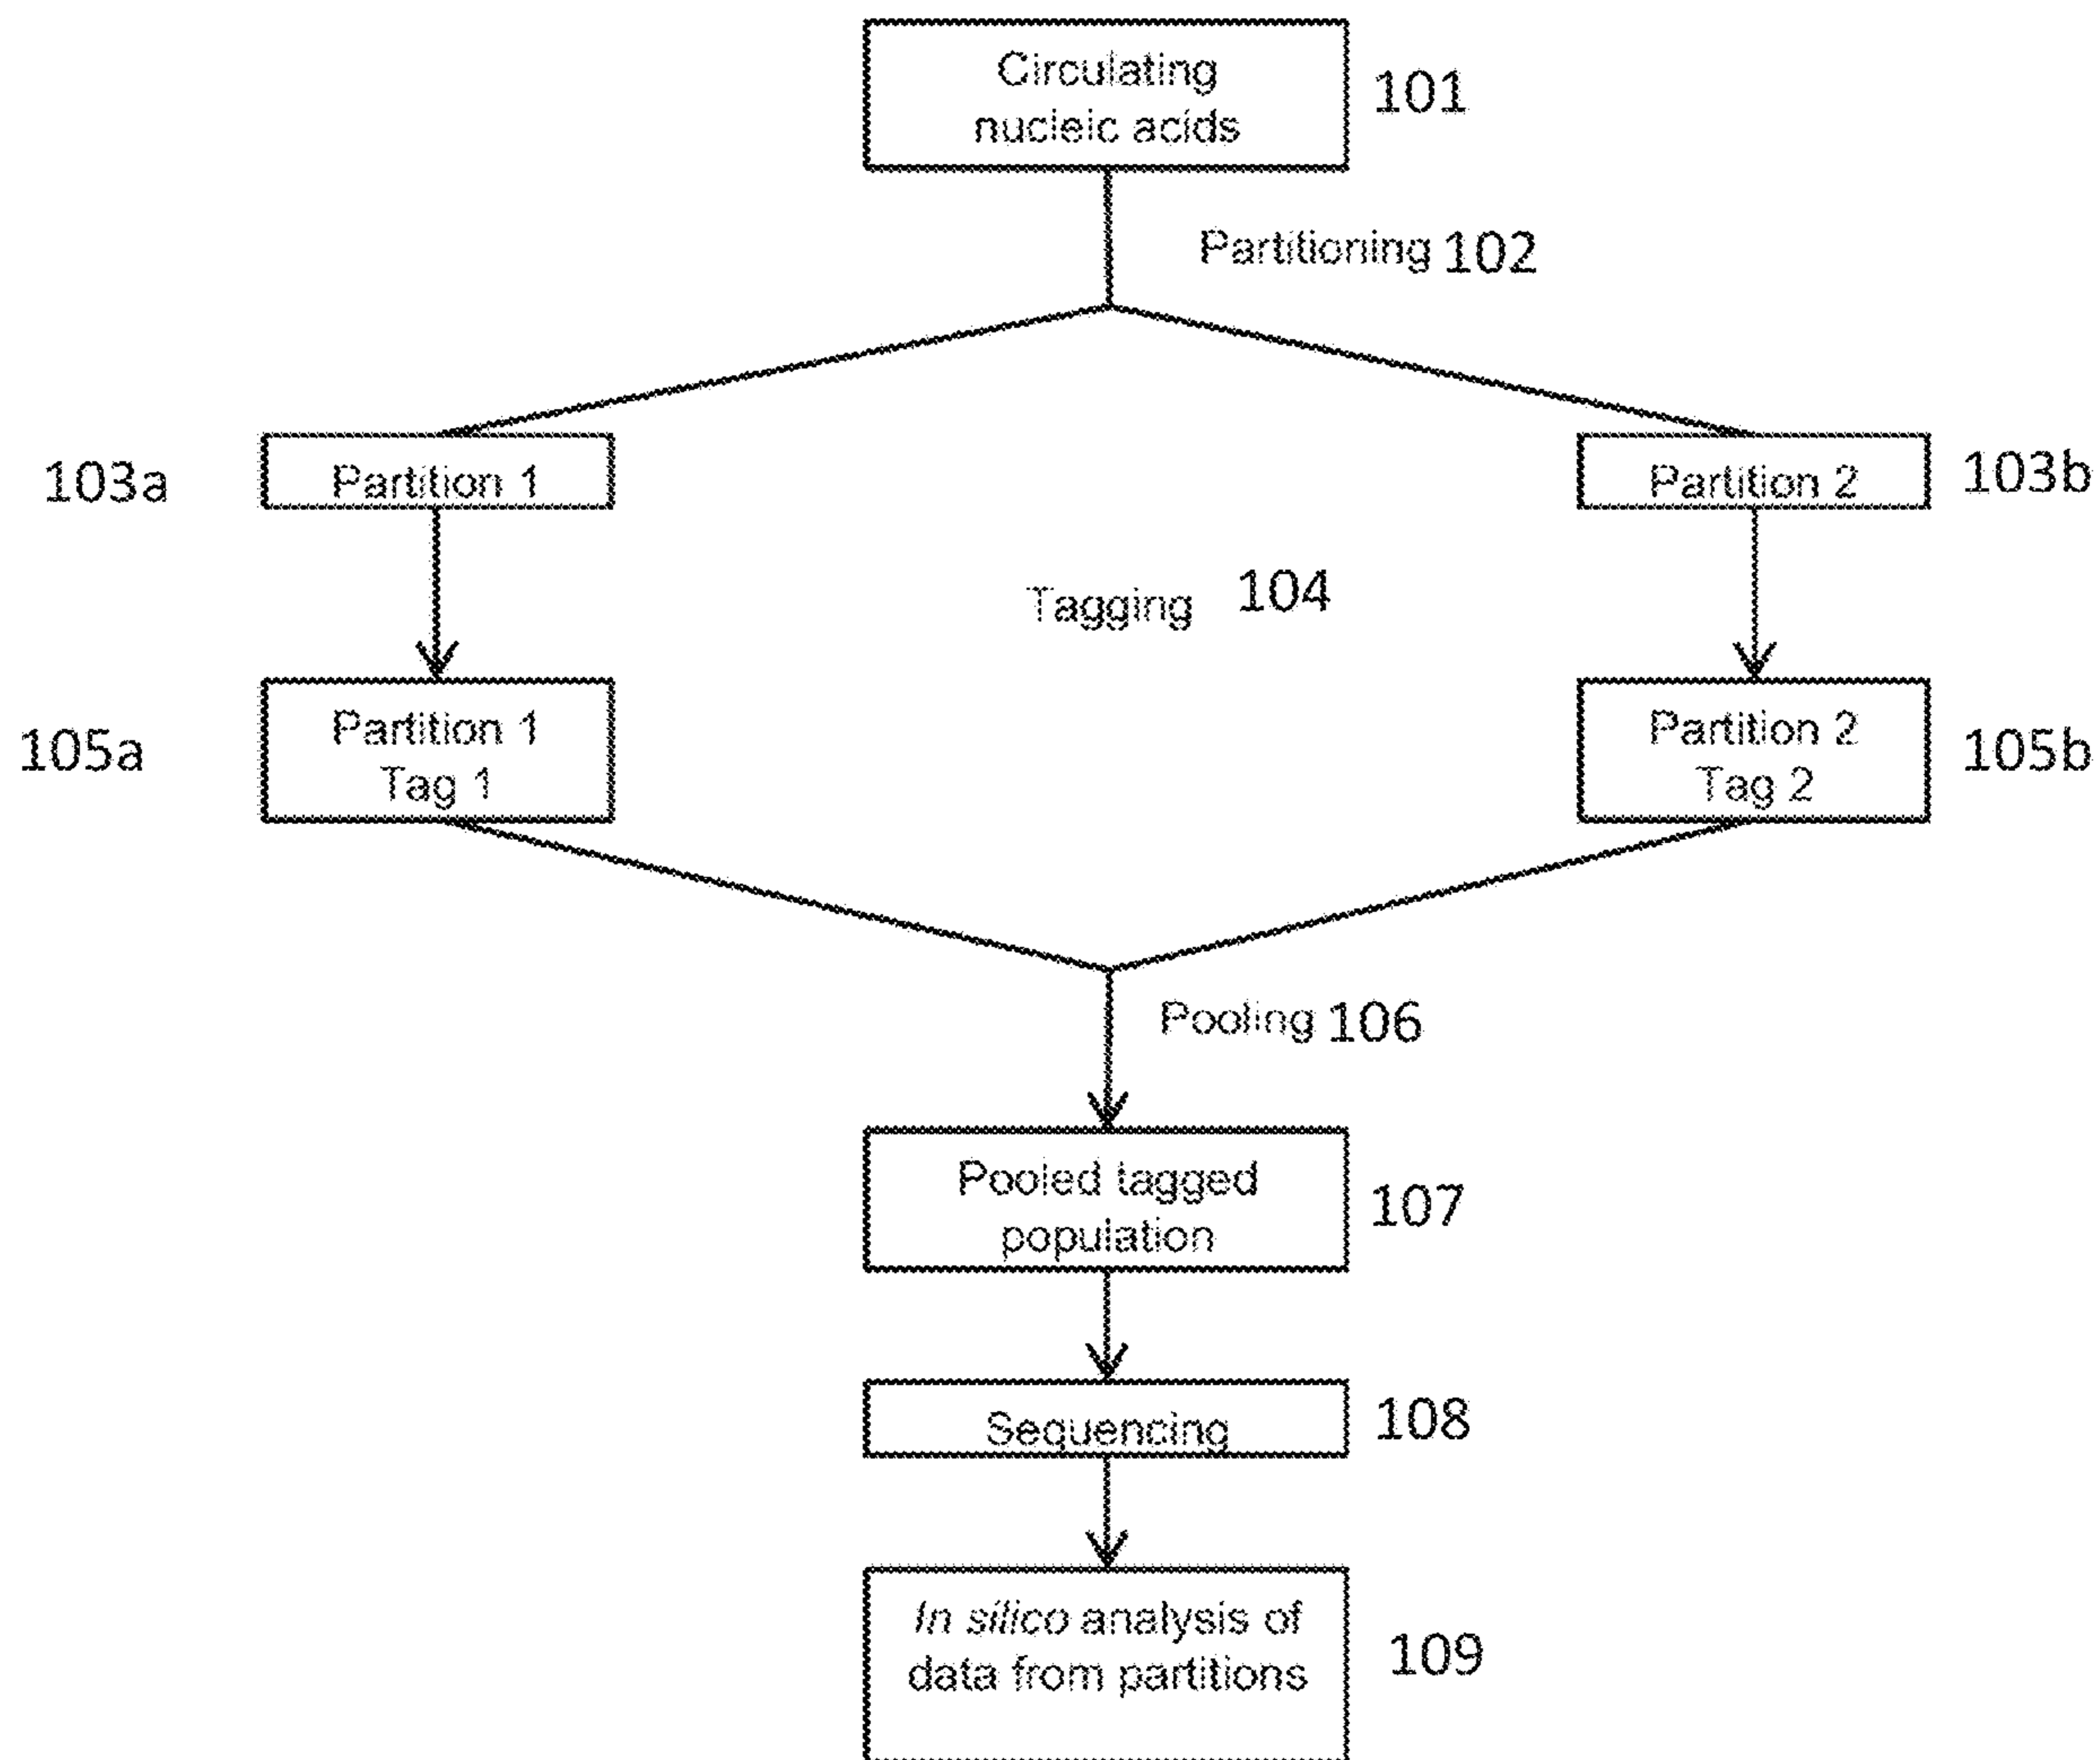 Circulating
nucleic acids
101
Partitioning 102
103a
Partition 1
Partition 2
103b
Tagging 104
105a
Partition 1
Tag 1
Partition 2
Tag 2
105b
Pooling 106
Pooled tagged
population
107
Sequencing
108
In silico analysis of
data from partitions
109